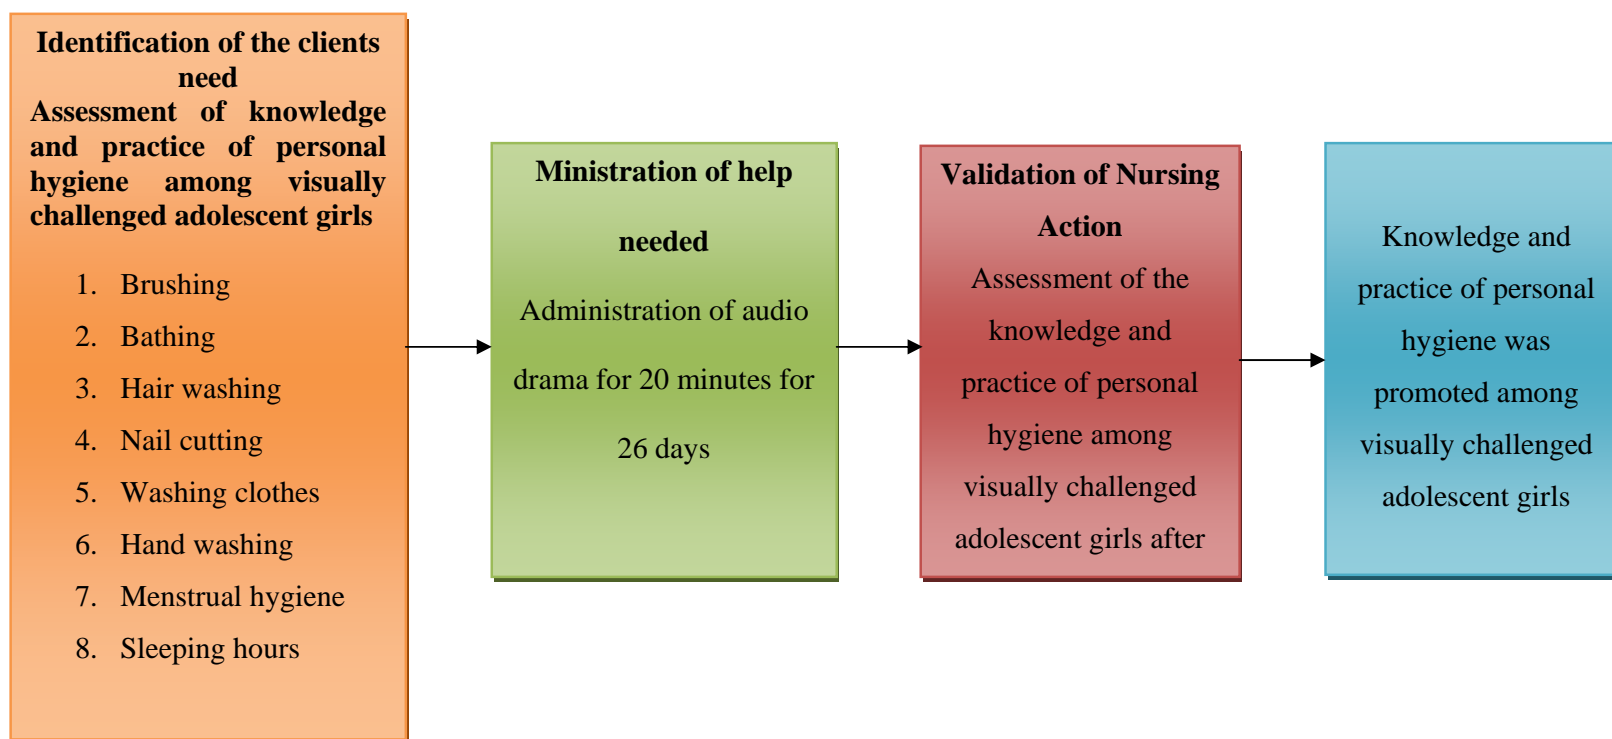 Identification of the clients
need
Assessment of knowledge
and practice of personal
hygiene among visually
challenged adolescent girls
1. Brushing
2. Bathing
3. Hair washing
4. Nail cutting
5. Washing clothes
6. Hand washing
7. Menstrual hygiene
8. Sleeping hours
Ministration of help
needed
Administration of audio
drama for 20 minutes for
26 days
Validation of Nursing
Action
Assessment of the
knowledge and
practice of personal
hygiene among
visually challenged
adolescent girls after
Knowledge and
practice of personal
hygiene was
promoted among
visually challenged
adolescent girls